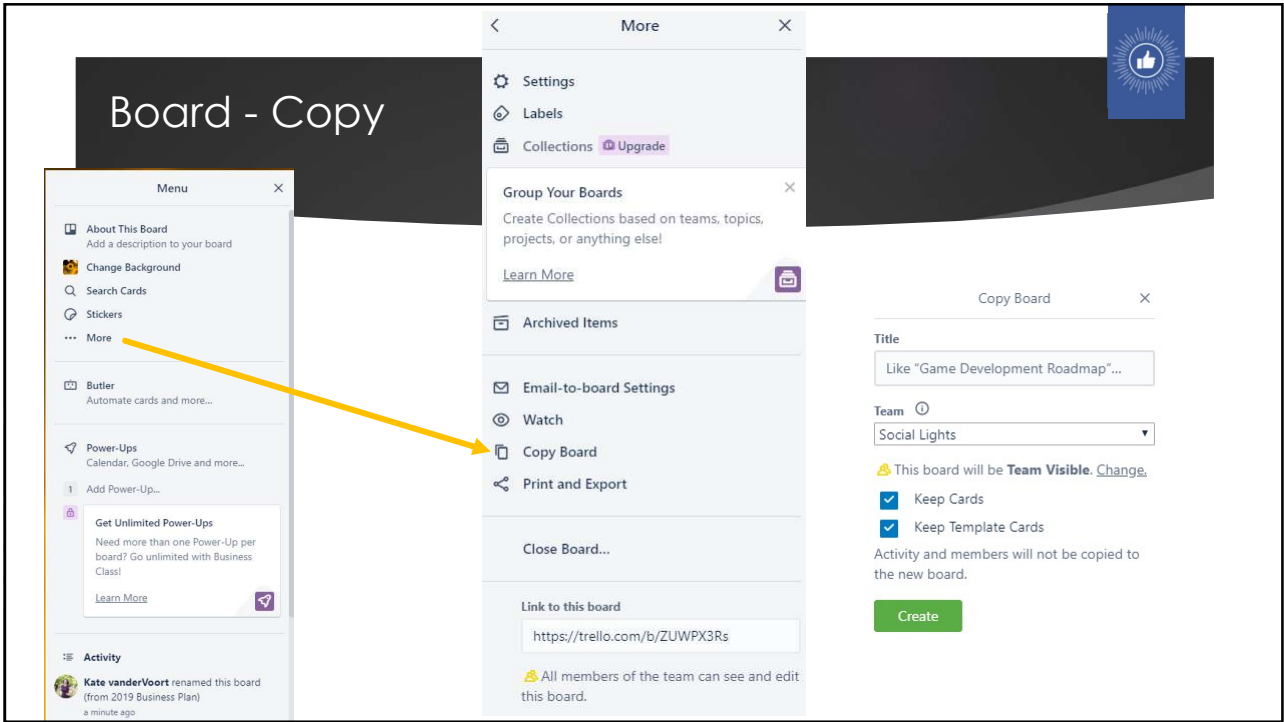 Board - Copy
Menu
About This Board
Add a description to your board
Change Background
Search Cards
Stickers
More
Butler
Automate cards and more...
Power-Ups
Calendar, Google Drive and more...
1 Add Power-Up...
Get Unlimited Power-Ups
Need more than one Power-Up per
board? Go unlimited with Business
Class!
Learn More
Activity
Kate vanderVoort renamed this board
(from 2019 Business Plan)
a minute ago
More
Settings
Labels
Collections Upgrade
Group Your Boards
Create Collections based on teams, topics,
projects, or anything else!
Learn More
Archived Items
Email-to-board Settings
Watch
Copy Board
Print and Export
Close Board...
Link to this board
https://trello.com/b/ZUWPX3Rs
All members of the team can see and edit
this board.
Copy Board
Title
Like "Game Development Roadmap"...
Team
Social Lights
This board will be Team Visible. Change.
Keep Cards
Keep Template Cards
Activity and members will not be copied to
the new board.
Create